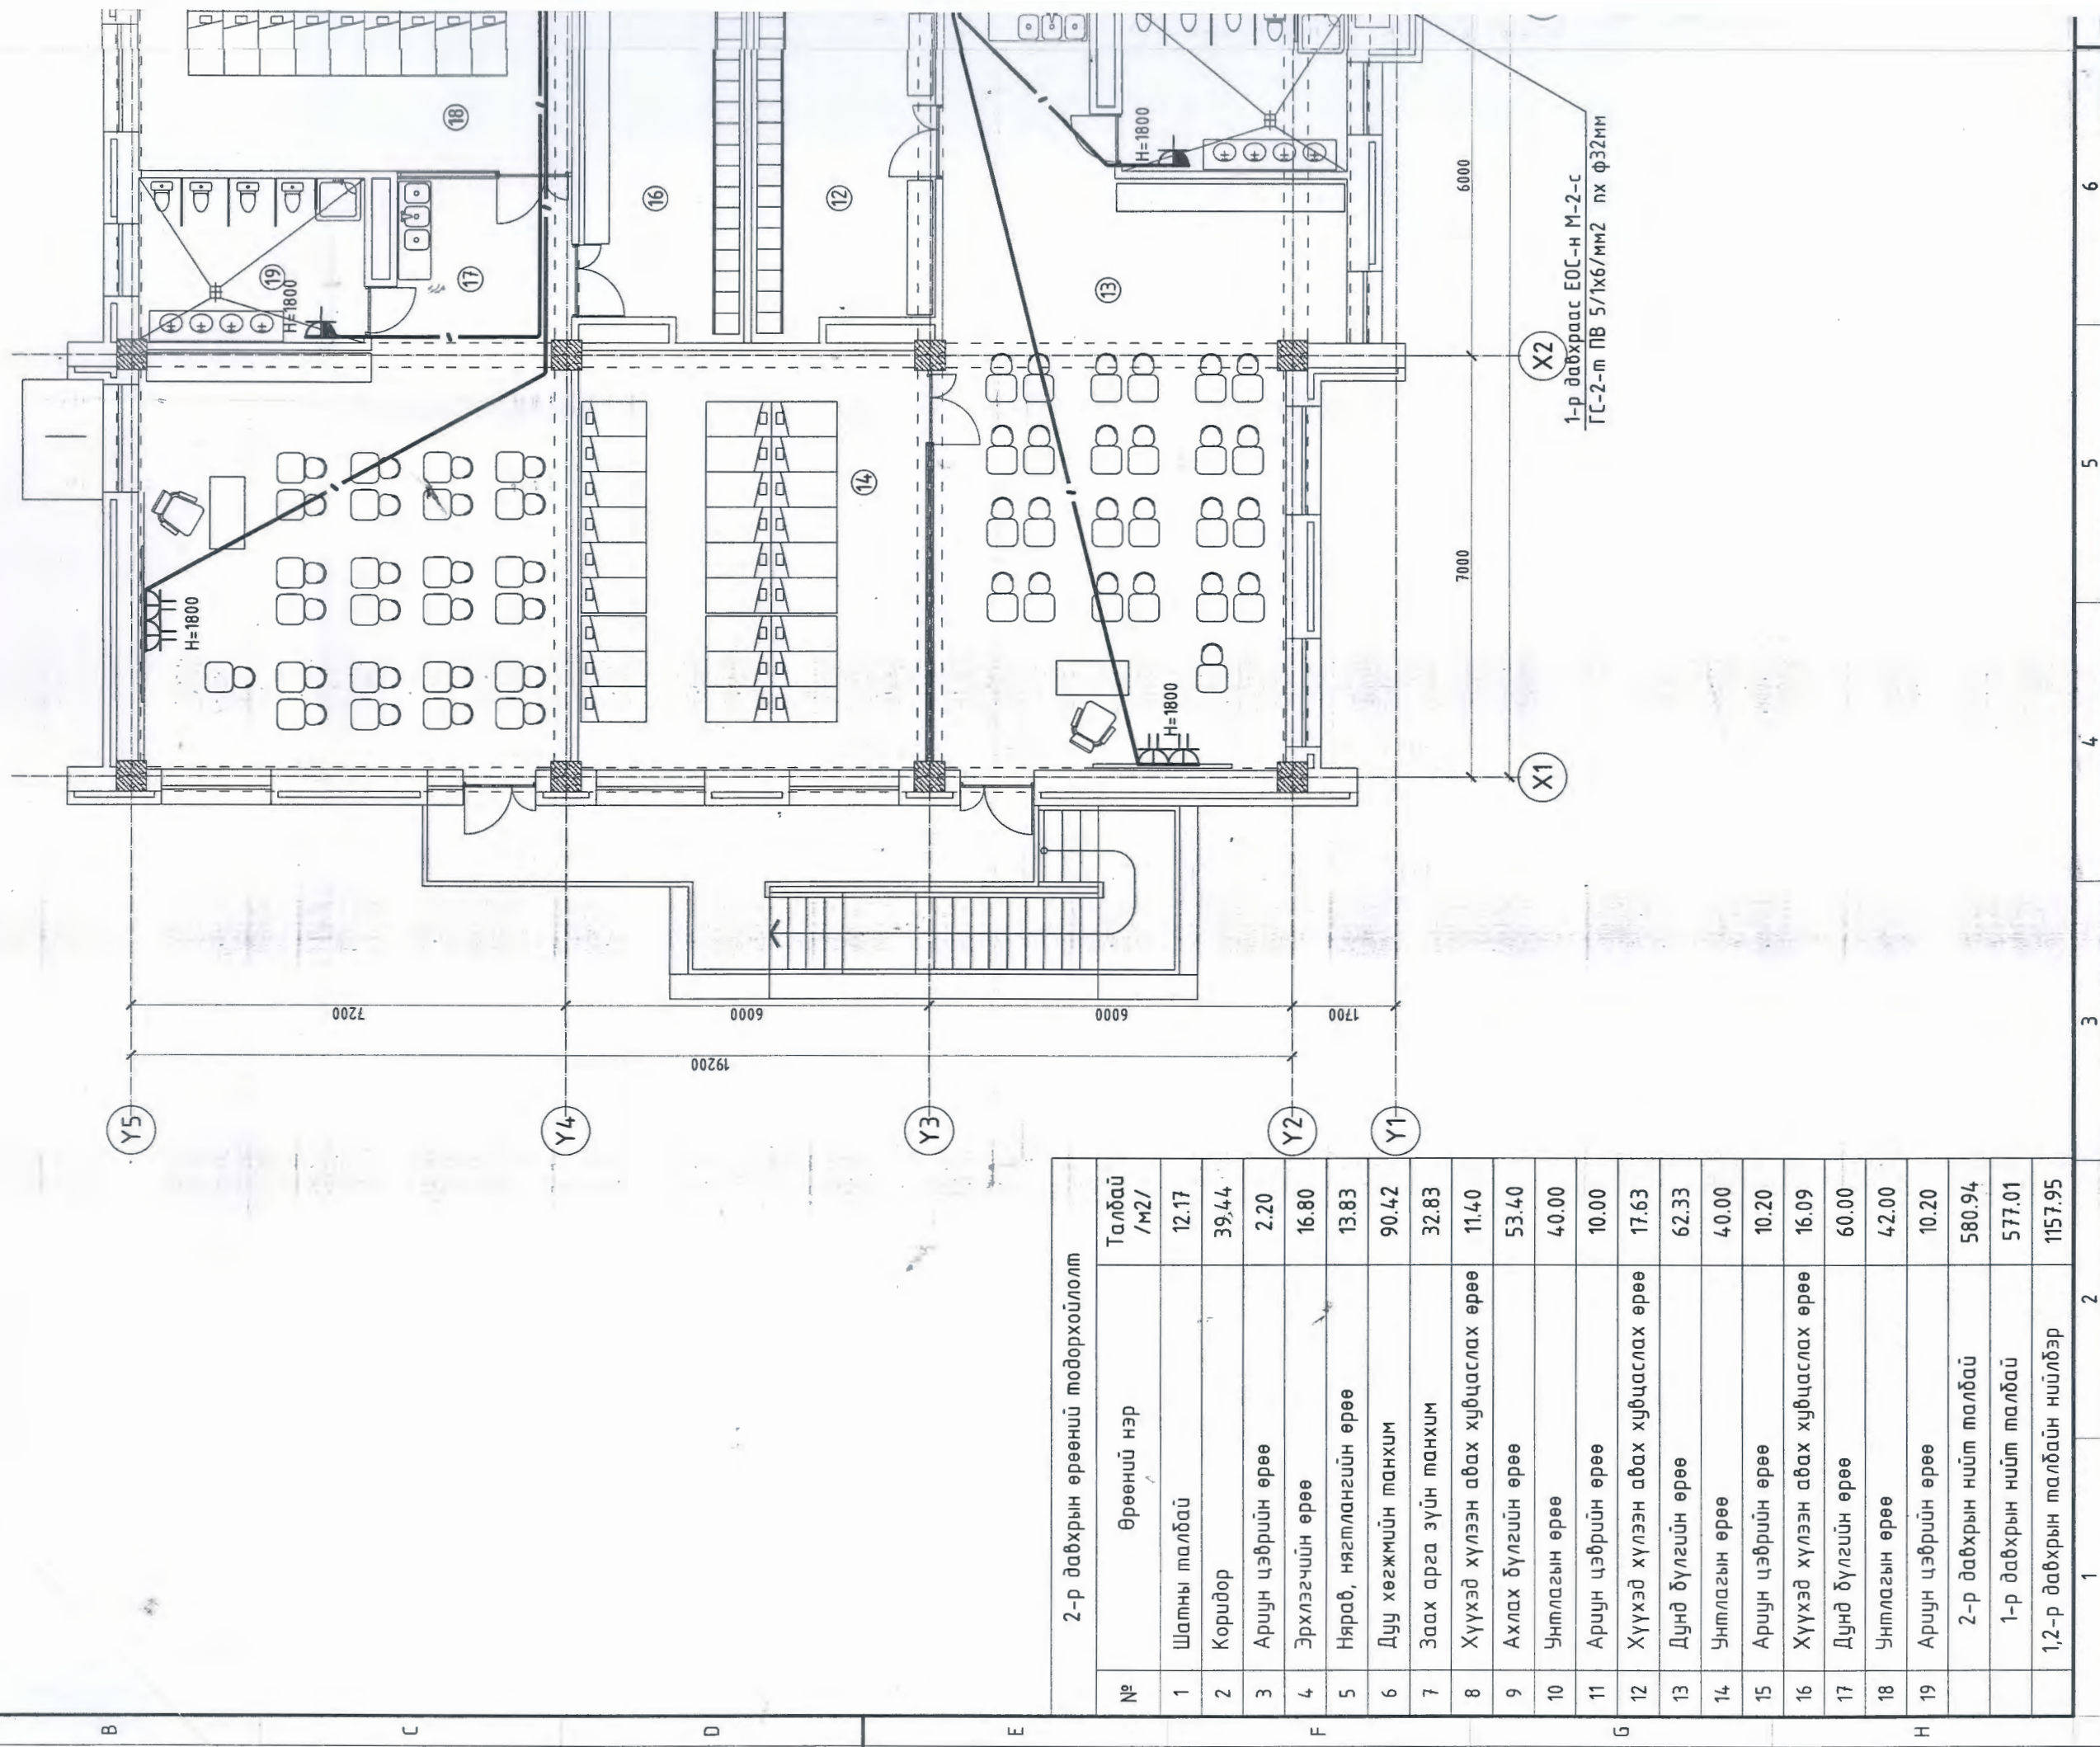 18
19
H=1800
17
16
12
H=1800
13
14
H=1800
H=1800
6000
7000
X2
X1
1-р давхраас ЕОС-н М-2-с
ГС-2-т ПВ 5/1х6/мм2 пх ф32мм
7200
6000
6000
1700
19200
Y5
Y4
Y3
Y2
Y1
2-р давхрын өрөөний тодорхойлолт
№ Өрөөний нэр Талбай /м2/
1 Шатны талбай 12.17
2 Коридор 39.44
3 Ариун цэврийн өрөө 2.20
4 Эрхлэгчийн өрөө 16.80
5 Нярав, нягтлангийн өрөө 13.83
6 Дуу хөгжмийн танхим 90.42
7 Заах арга зүйн танхим 32.83
8 Хүүхэд хүлээн авах хувцаслах өрөө 11.40
9 Ахлах бүлгийн өрөө 53.40
10 Унтлагын өрөө 40.00
11 Ариун цэврийн өрөө 10.00
12 Хүүхэд хүлээн авах хувцаслах өрөө 17.63
13 Дунд бүлгийн өрөө 62.33
14 Унтлагын өрөө 40.00
15 Ариун цэврийн өрөө 10.20
16 Хүүхэд хүлээн авах хувцаслах өрөө 16.09
17 Дунд бүлгийн өрөө 60.00
18 Унтлагын өрөө 42.00
19 Ариун цэврийн өрөө 10.20
2-р давхрын нийт талбай 580.94
1-р давхрын нийт талбай 577.01
1,2-р давхрын талбайн нийлбэр 1157.95
B
C
D
E
F
G
H
1
2
3
4
5
6